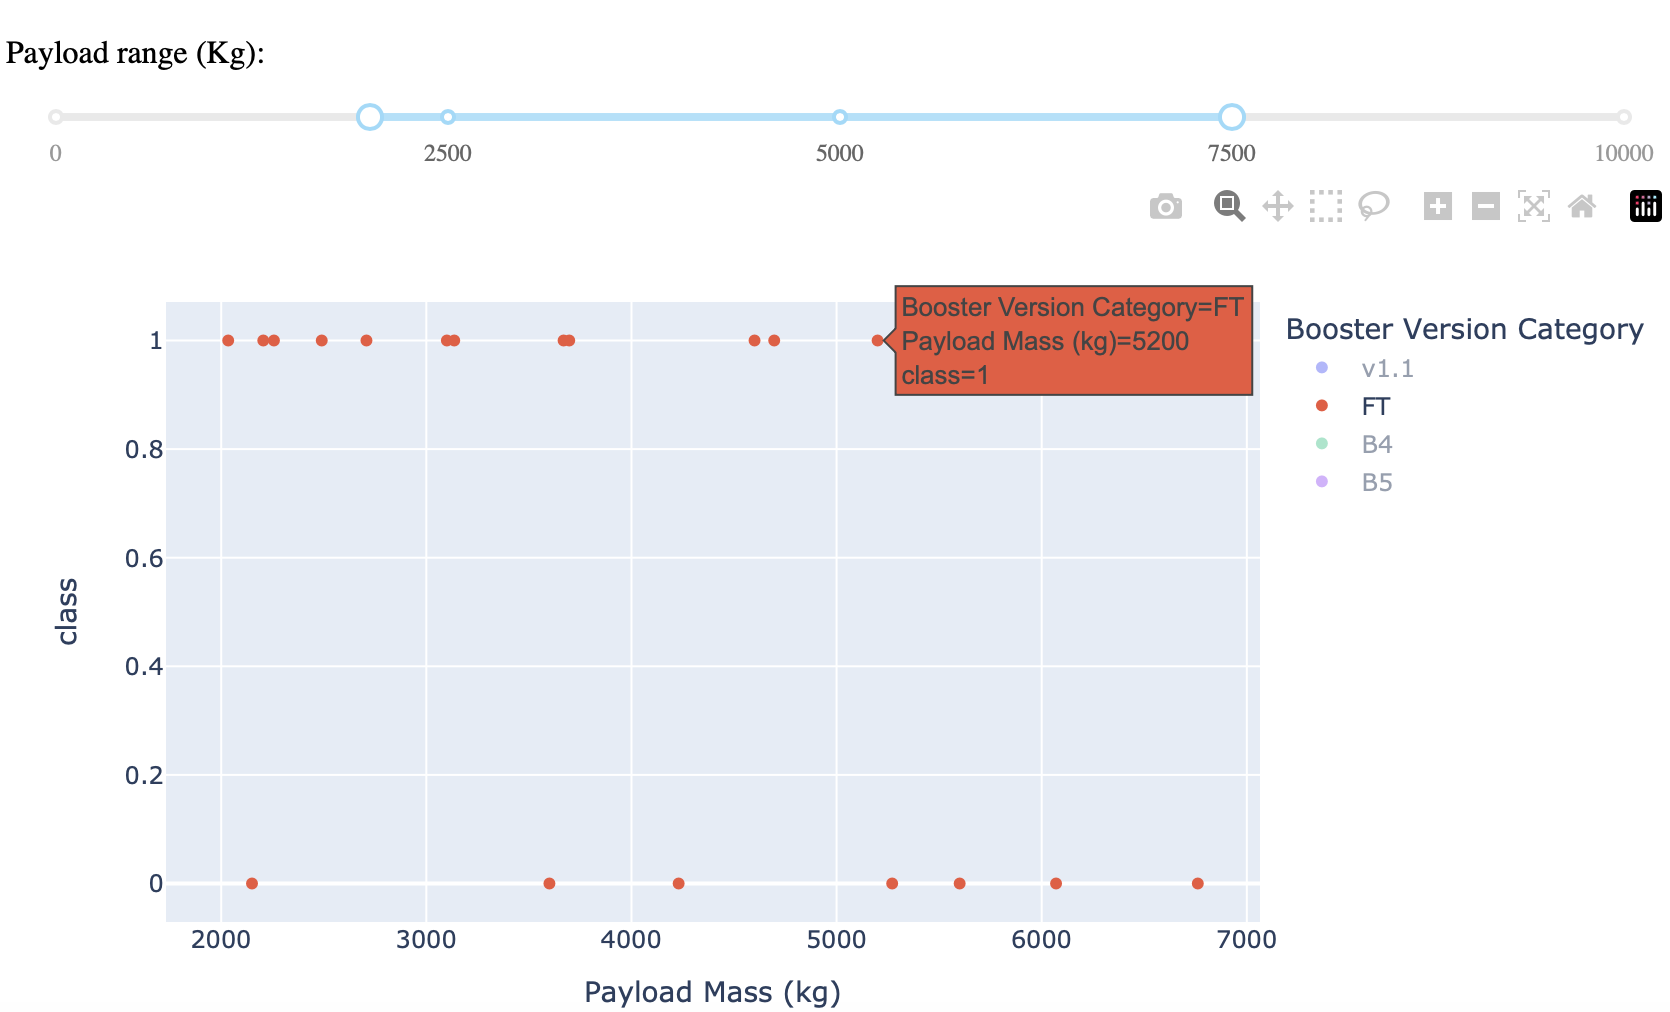 Payload range (Kg):
0 2500 5000 7500 10000
Booster Version Category=FT
Payload Mass (kg)=5200
class=1
Booster Version Category
v1.1
FT
B4
B5
1
0.8
0.6
0.4
0.2
0
class
2000 3000 4000 5000 6000 7000
Payload Mass (kg)